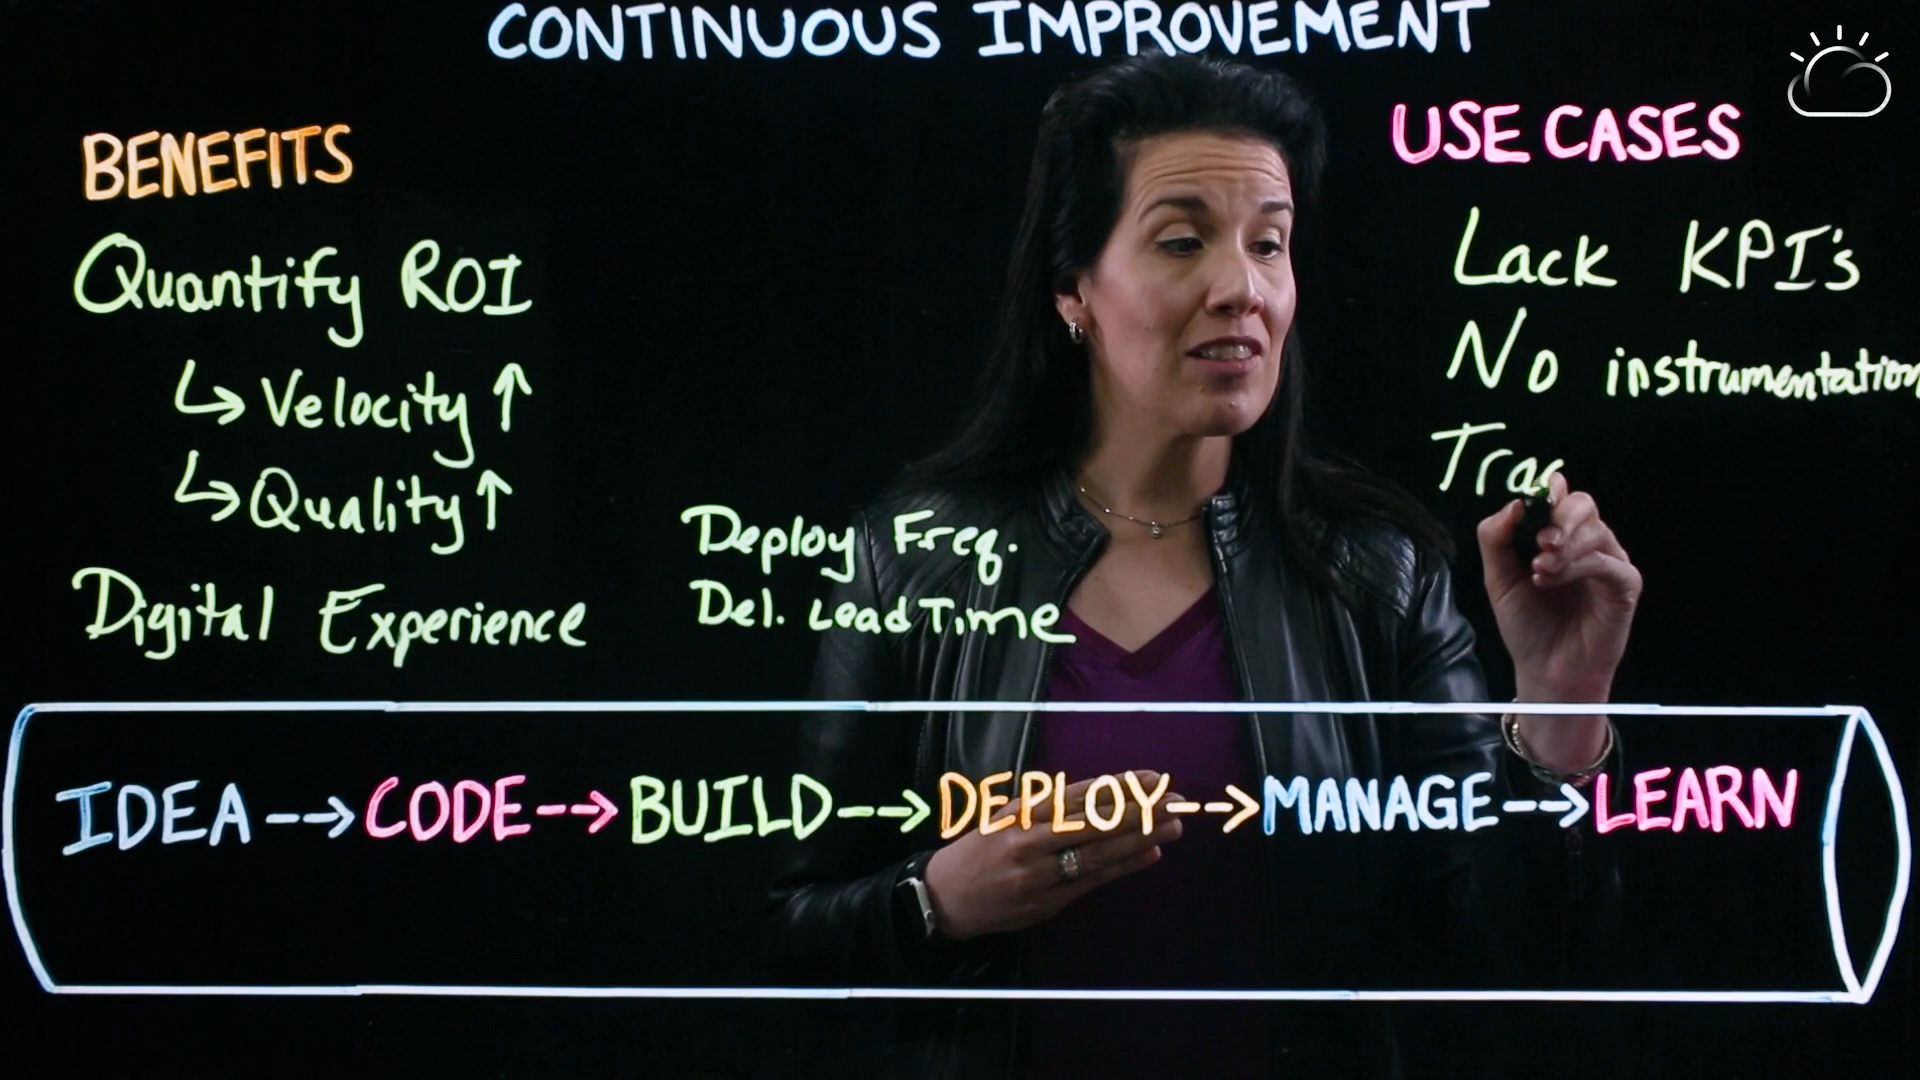 CONTINUOUS IMPROVEMENT
BENEFITS
Quantify ROI
↳ Velocity ↑
↳ Quality ↑
Digital Experience
Deploy Freq.
Del. Lead Time
USE CASES
Lack KPI's
No instrumentation
Trac
IDEA --> CODE --> BUILD --> DEPLOY --> MANAGE --> LEARN